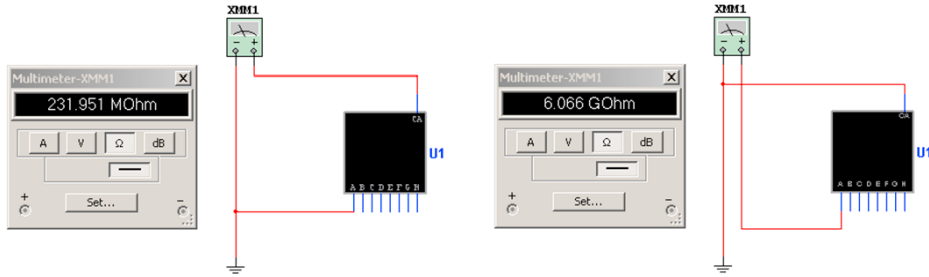 XMM1
Multimeter-XMM1
231.951 MOhm
A V Ω dB
Set...
+ -
- +
CA
U1
A B C D E F G H
XMM1
Multimeter-XMM1
6.066 GOhm
A V Ω dB
Set...
+ -
- +
CA
U1
A B C D E F G H